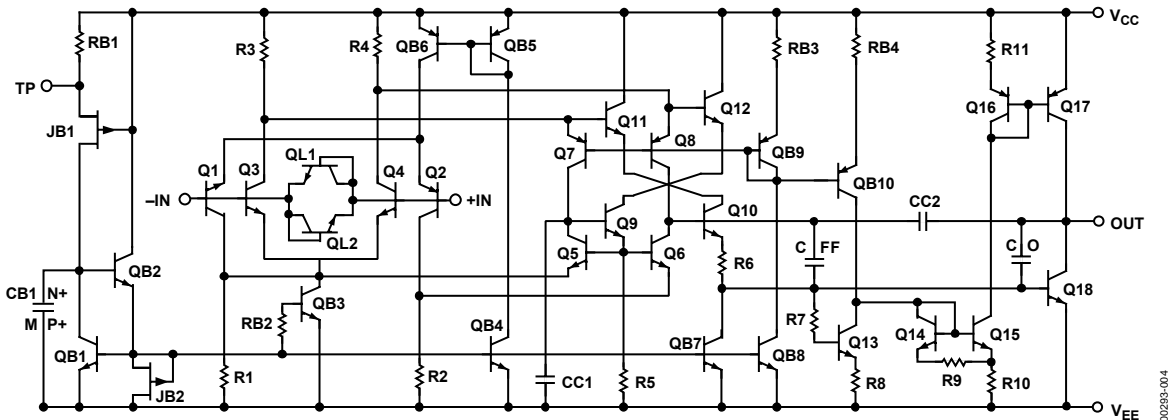 VCC
RB1
R3
R4
QB6
QB5
RB3
RB4
R11
TP
JB1
Q11
Q12
Q16
Q17
Q7
Q8
QB9
QB10
Q1
Q3
QL1
Q4
Q2
–IN
+IN
QL2
Q9
Q10
CC2
OUT
Q5
Q6
C FF
C O
R6
QB2
CB1
N+
M P+
QB3
RB2
Q18
R7
Q13
Q14
Q15
QB1
JB2
QB4
QB7
QB8
R1
R2
CC1
R5
R8
R9
R10
VEE
00293-004